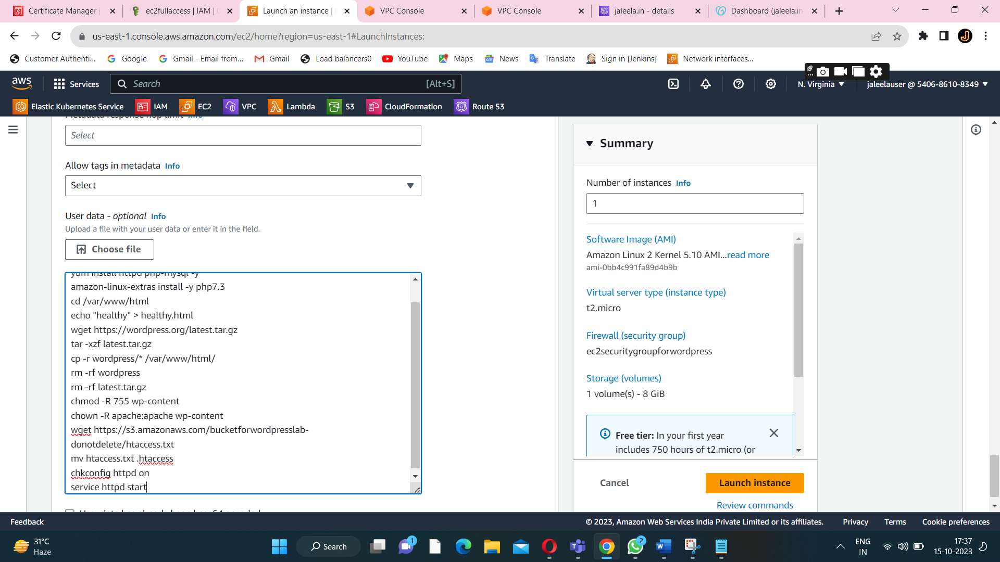 Certificate Manager
ec2fullaccess | IAM |
Launch an instance |
VPC Console
VPC Console
jaleela.in - details
Dashboard (jaleela.in
us-east-1.console.aws.amazon.com/ec2/home?region=us-east-1#LaunchInstances:
Customer Authenti...
Google
Gmail - Email from...
Gmail
Load balancers0
YouTube
Maps
News
Translate
Sign in [Jenkins]
Network interfaces...
aws
Services
Search
[Alt+S]
N. Virginia
jaleelauser @ 5406-8610-8349
Elastic Kubernetes Service
IAM
EC2
VPC
Lambda
S3
CloudFormation
Route 53
Metadata response hop limit Info
Select
Allow tags in metadata Info
Select
User data - optional Info
Upload a file with your user data or enter it in the field.
Choose file
yum install httpd php-mysql -y
amazon-linux-extras install -y php7.3
cd /var/www/html
echo "healthy" > healthy.html
wget https://wordpress.org/latest.tar.gz
tar -xzf latest.tar.gz
cp -r wordpress/* /var/www/html/
rm -rf wordpress
rm -rf latest.tar.gz
chmod -R 755 wp-content
chown -R apache:apache wp-content
wget https://s3.amazonaws.com/bucketforwordpresslab-
donotdelete/htaccess.txt
mv htaccess.txt .htaccess
chkconfig httpd on
service httpd start
Summary
Number of instances Info
1
Software Image (AMI)
Amazon Linux 2 Kernel 5.10 AMI...read more
ami-0bb4c991fa89d4b9b
Virtual server type (instance type)
t2.micro
Firewall (security group)
ec2securitygroupforwordpress
Storage (volumes)
1 volume(s) - 8 GiB
Free tier: In your first year
includes 750 hours of t2.micro (or
Cancel
Launch instance
Review commands
Feedback
© 2023, Amazon Web Services India Private Limited or its affiliates.
Privacy
Terms
Cookie preferences
31°C
Haze
Search
1
2
ENG
IN
17:37
15-10-2023